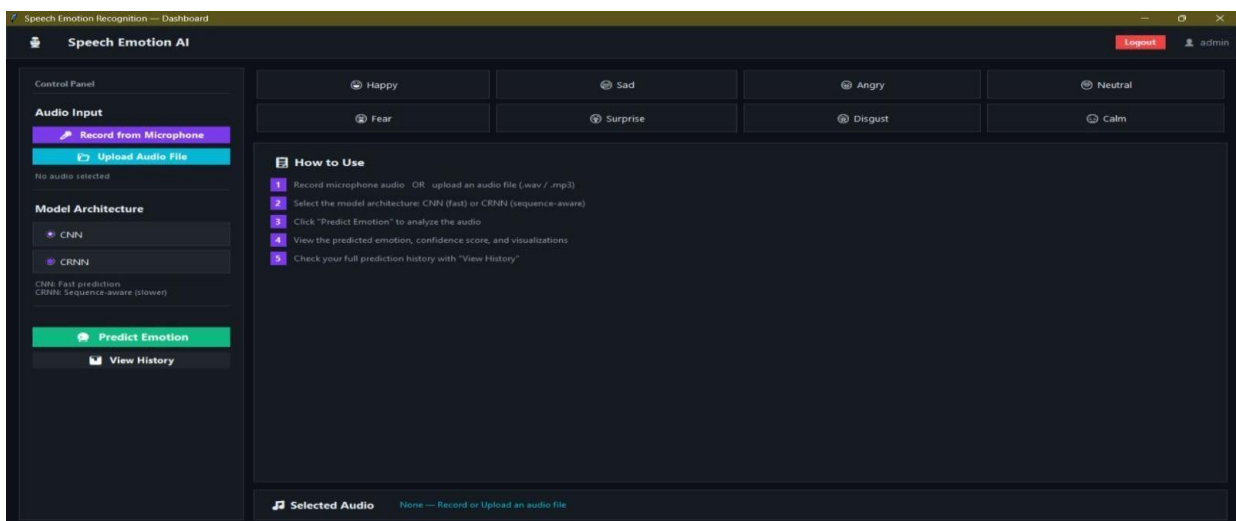 Speech Emotion Recognition — Dashboard
Speech Emotion AI
Logout
admin
Control Panel
Audio Input
Record from Microphone
Upload Audio File
No audio selected
Model Architecture
CNN
CRNN
CNN: Fast prediction
CRNN: Sequence-aware (slower)
Predict Emotion
View History
Happy
Sad
Angry
Neutral
Fear
Surprise
Disgust
Calm
How to Use
1 Record microphone audio OR upload an audio file (.wav / .mp3)
2 Select the model architecture: CNN (fast) or CRNN (sequence-aware)
3 Click "Predict Emotion" to analyze the audio
4 View the predicted emotion, confidence score, and visualizations
5 Check your full prediction history with "View History"
Selected Audio None — Record or Upload an audio file